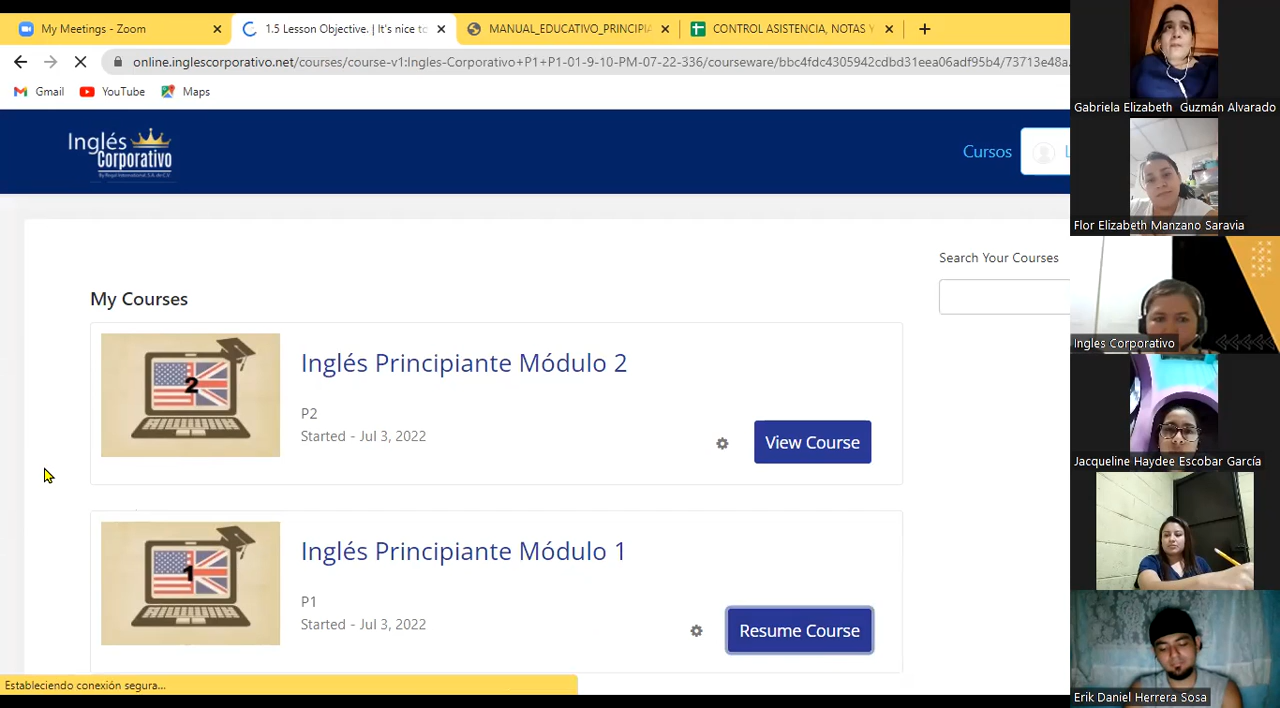 My Meetings - Zoom
1.5 Lesson Objective. | It's nice to
MANUAL_EDUCATIVO_PRINCIPIA
CONTROL ASISTENCIA, NOTAS Y
online.inglescorporativo.net/courses/course-v1:Ingles-Corporativo+P1+P1-01-9-10-PM-07-22-336/courseware/bbc4fdc4305942cdbd31eea06adf95b4/73713e48a
Gmail
YouTube
Maps
Inglés
Corporativo
Cursos
My Courses
Search Your Courses
2
Inglés Principiante Módulo 2
P2
Started - Jul 3, 2022
View Course
1
Inglés Principiante Módulo 1
P1
Started - Jul 3, 2022
Resume Course
Estableciendo conexión segura...
Gabriela Elizabeth Guzmán Alvarado
Flor Elizabeth Manzano Saravia
Ingles Corporativo
Jacqueline Haydee Escobar García
Erik Daniel Herrera Sosa